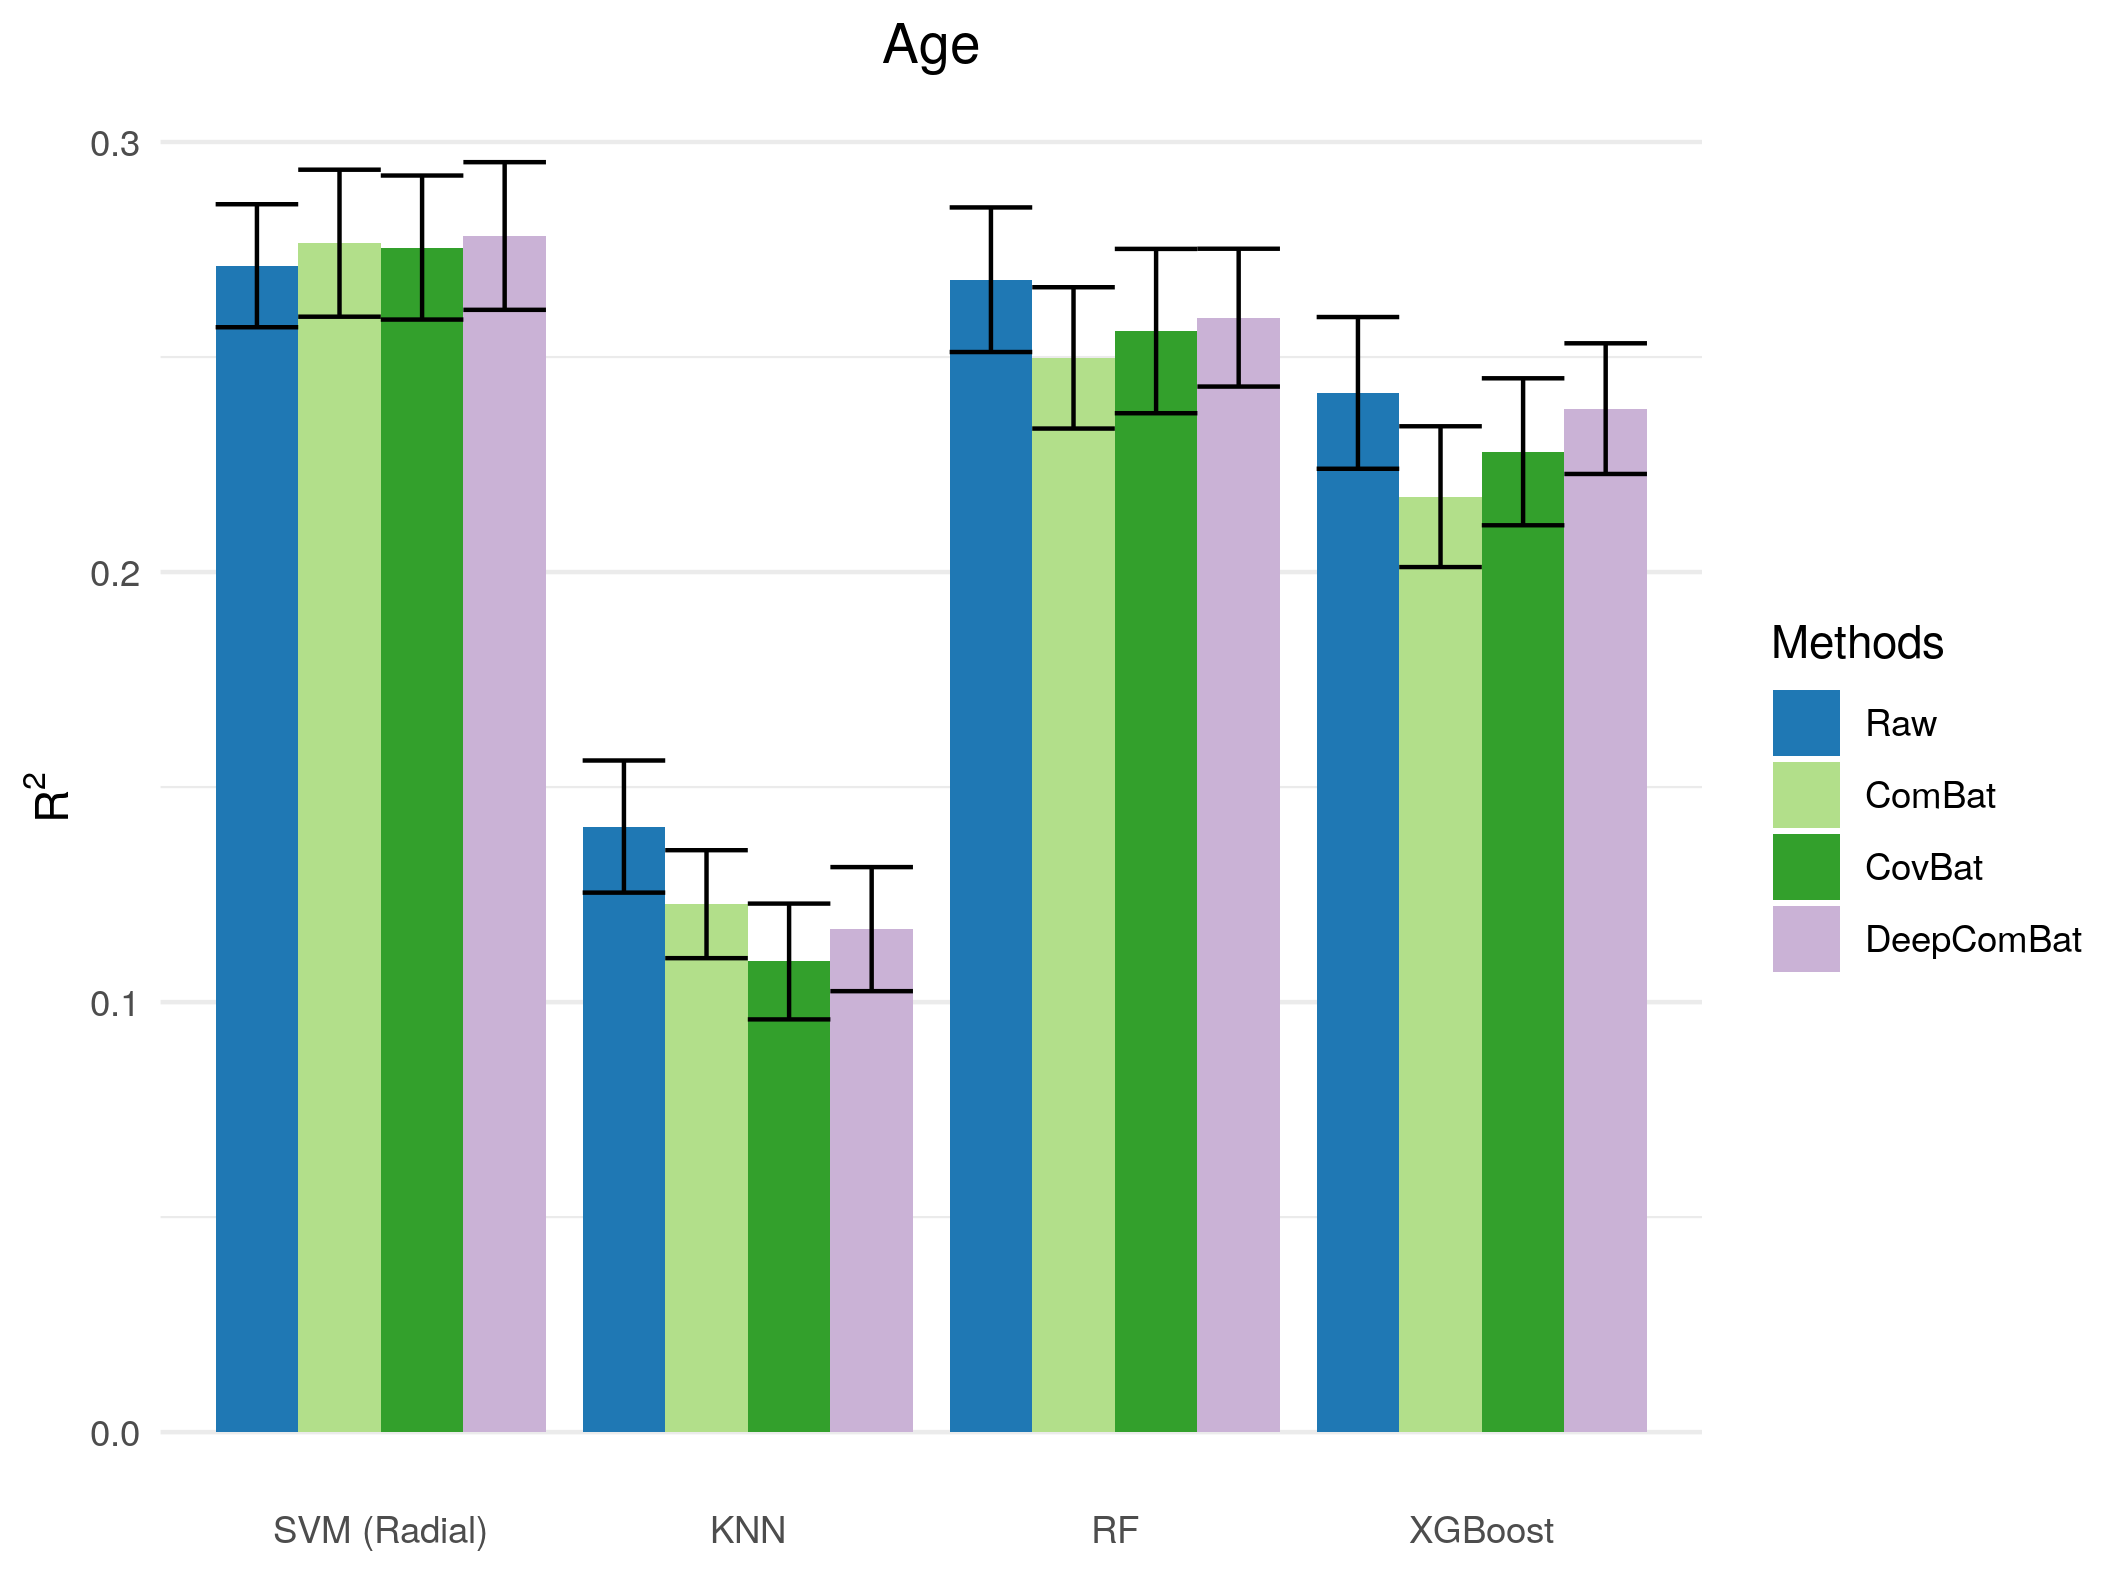 Age
0.3
0.2
0.1
0.0
R²
SVM (Radial)
KNN
RF
XGBoost
Methods
Raw
ComBat
CovBat
DeepComBat